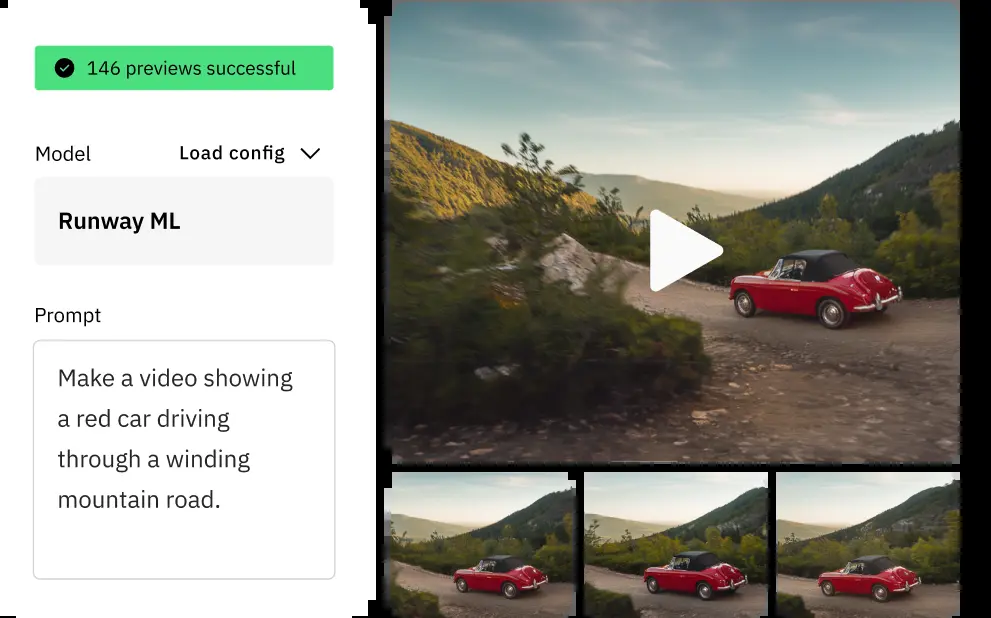 146 previews successful
Model
Load config
Runway ML
Prompt
Make a video showing
a red car driving
through a winding
mountain road.